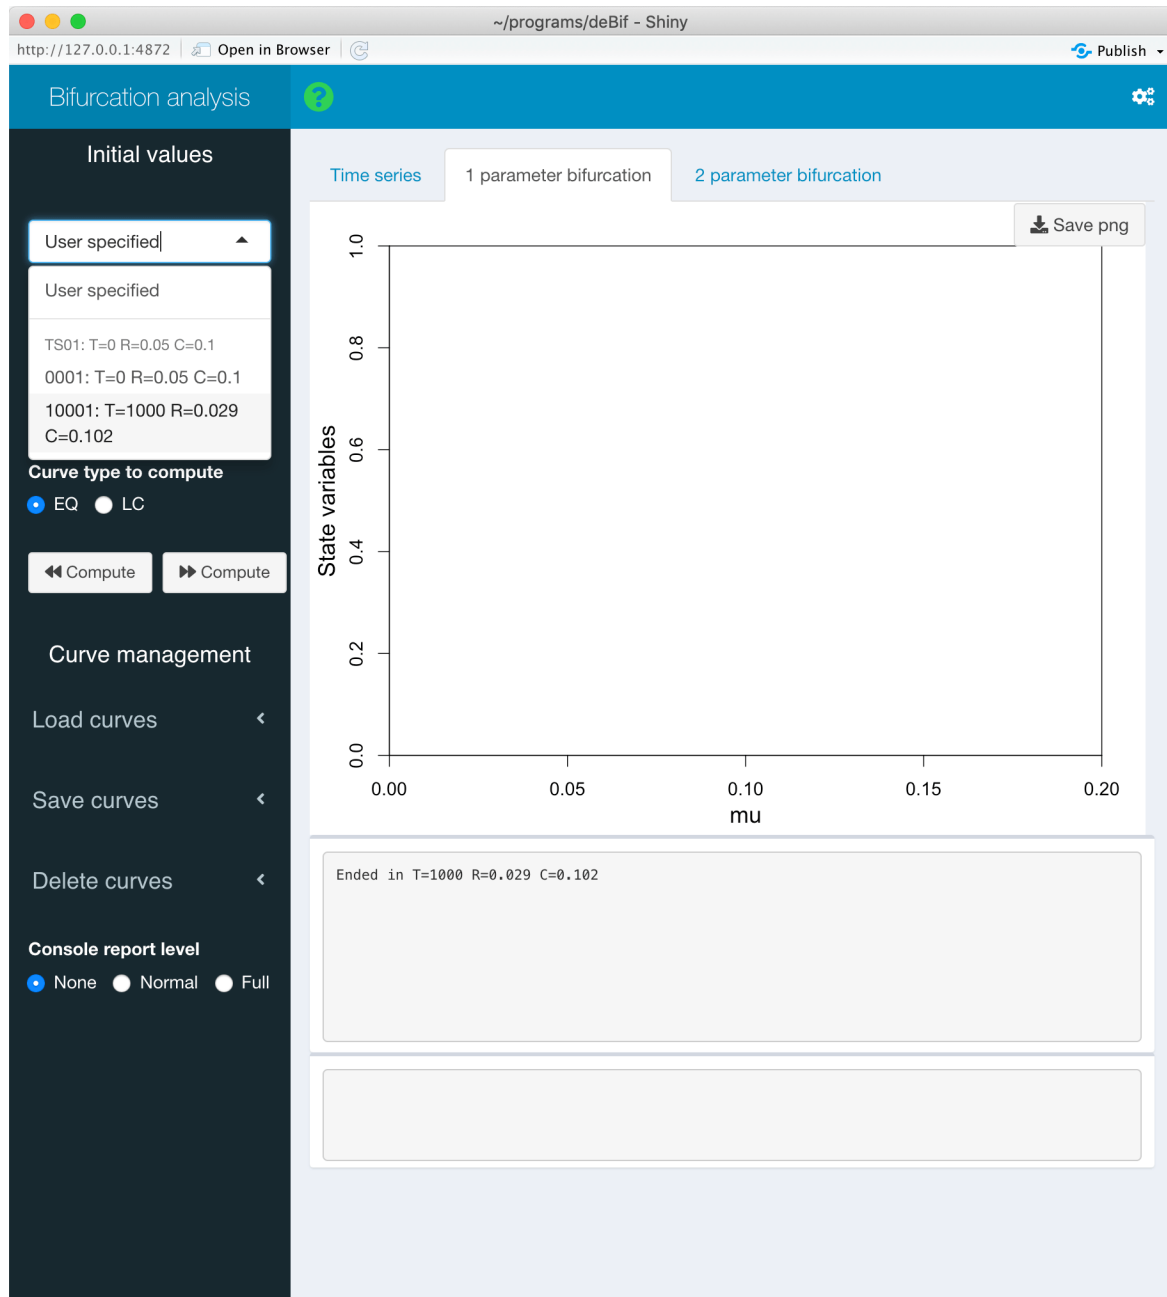 ~/programs/deBif - Shiny
http://127.0.0.1:4872
Open in Browser
Publish
Bifurcation analysis
?
Initial values
Time series
1 parameter bifurcation
2 parameter bifurcation
Save png
User specified
User specified
TS01: T=0 R=0.05 C=0.1
0001: T=0 R=0.05 C=0.1
10001: T=1000 R=0.029
C=0.102
Curve type to compute
EQ
LC
Compute
Compute
Curve management
Load curves
Save curves
Delete curves
Console report level
None
Normal
Full
State variables
1.0
0.8
0.6
0.4
0.2
0.0
0.00
0.05
0.10
0.15
0.20
mu
Ended in T=1000 R=0.029 C=0.102